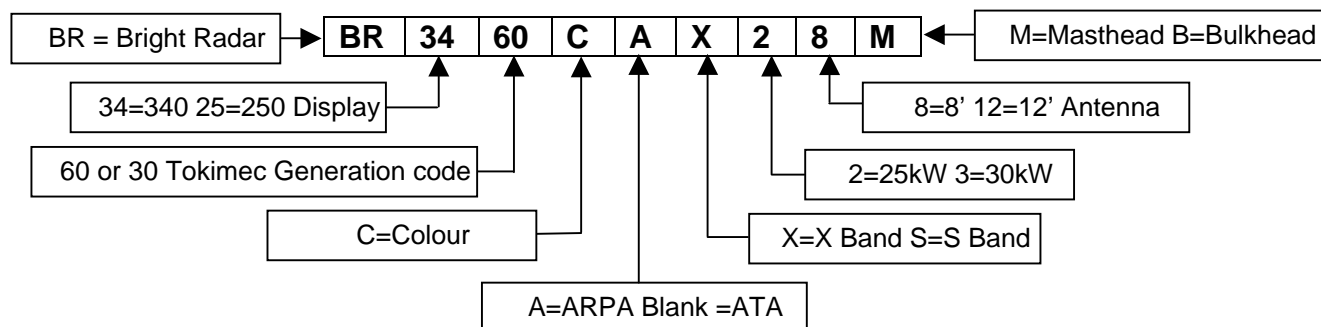 BR = Bright Radar
BR 34 60 C A X 2 8 M
M=Masthead B=Bulkhead
34=340 25=250 Display
8=8’ 12=12’ Antenna
60 or 30 Tokimec Generation code
2=25kW 3=30kW
C=Colour
X=X Band S=S Band
A=ARPA Blank =ATA